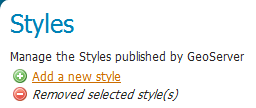 Styles
Manage the Styles published by GeoServer
Add a new style
Removed selected style(s)